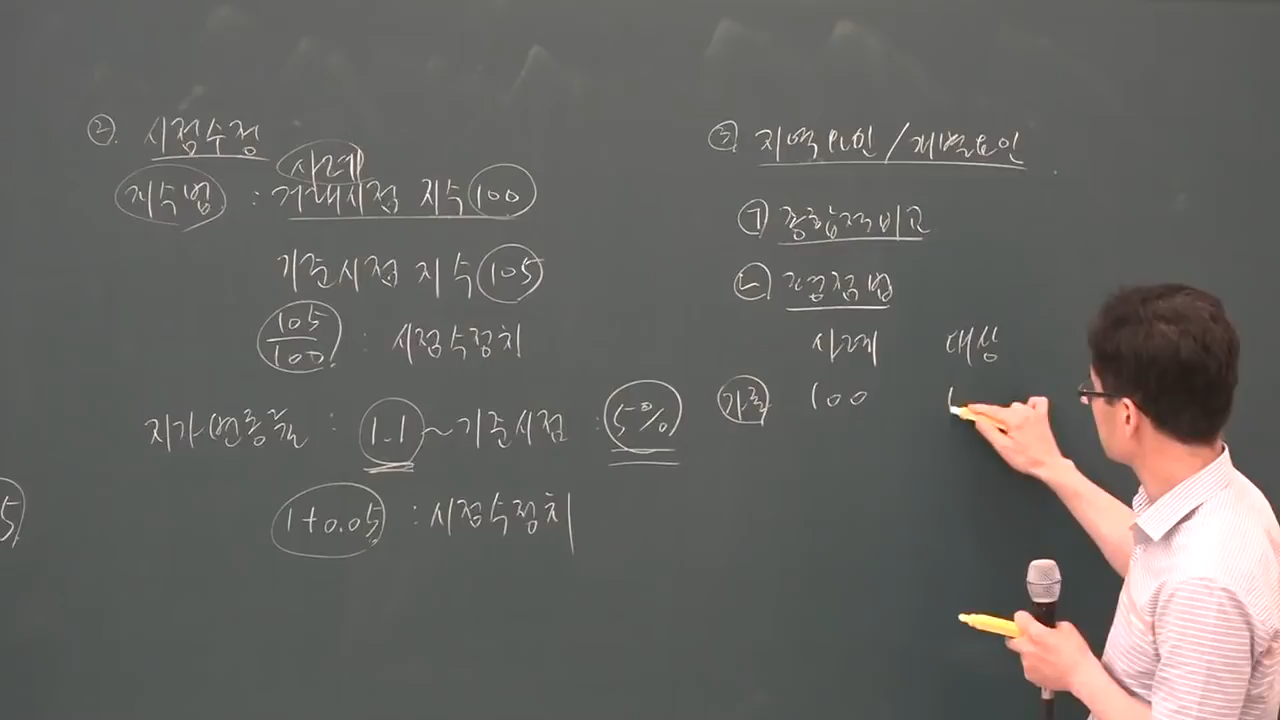 ② 시점수정
사례
지수법 : 거래시점 지수 100
기준시점 지수 105
105
100 : 시점수정치
지가변동률 : 1.1 ~ 기준시점 : 5%
1+0.05 : 시점수정치
5
③ 지역요인/개별요인
㉠ 종합적비교
㉡ 평점법
사례 대상
가로 100 1